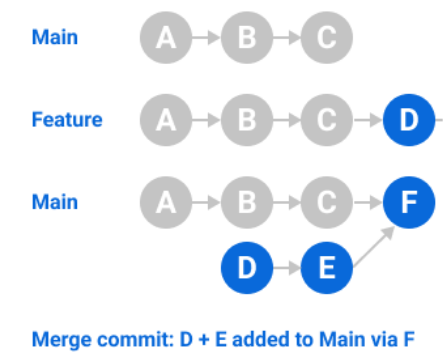 Main A B C
Feature A B C D
Main A B C F
D E
Merge commit: D + E added to Main via F